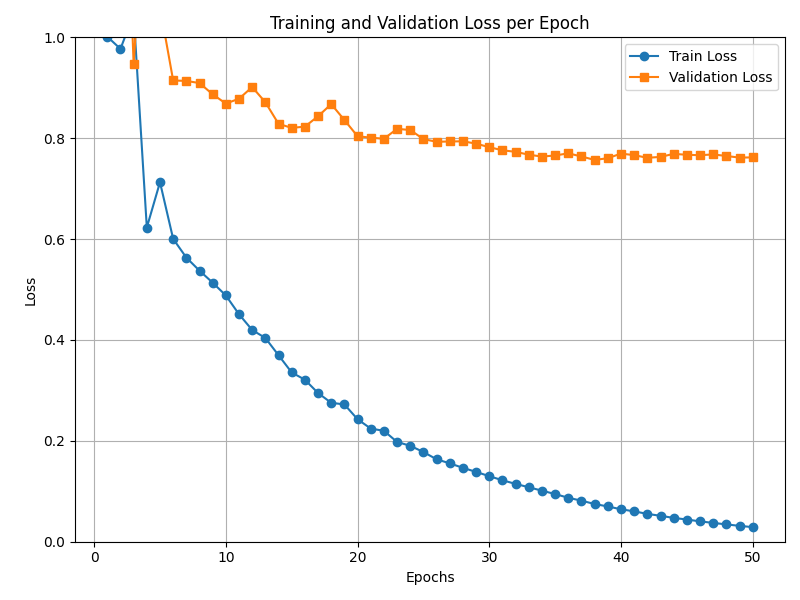 Training and Validation Loss per Epoch
Train Loss
Validation Loss
1.0
0.8
0.6
0.4
0.2
0.0
Loss
0 10 20 30 40 50
Epochs